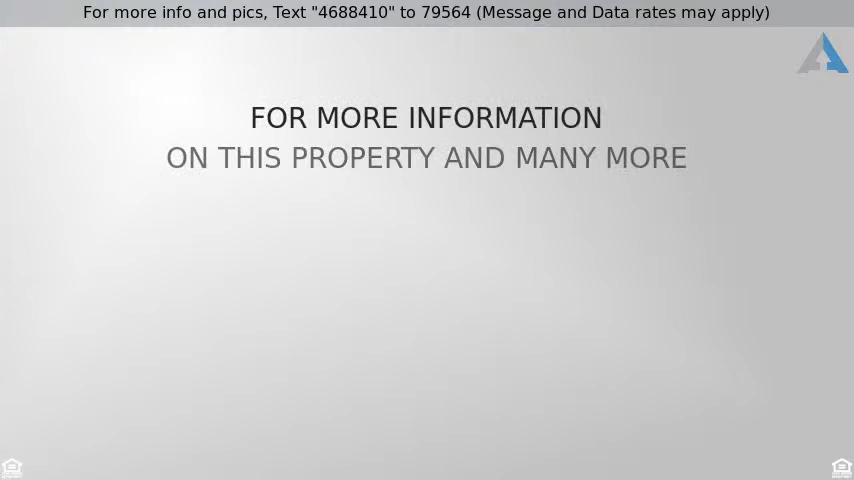 For more info and pics, Text "4688410" to 79564 (Message and Data rates may apply)
FOR MORE INFORMATION
ON THIS PROPERTY AND MANY MORE